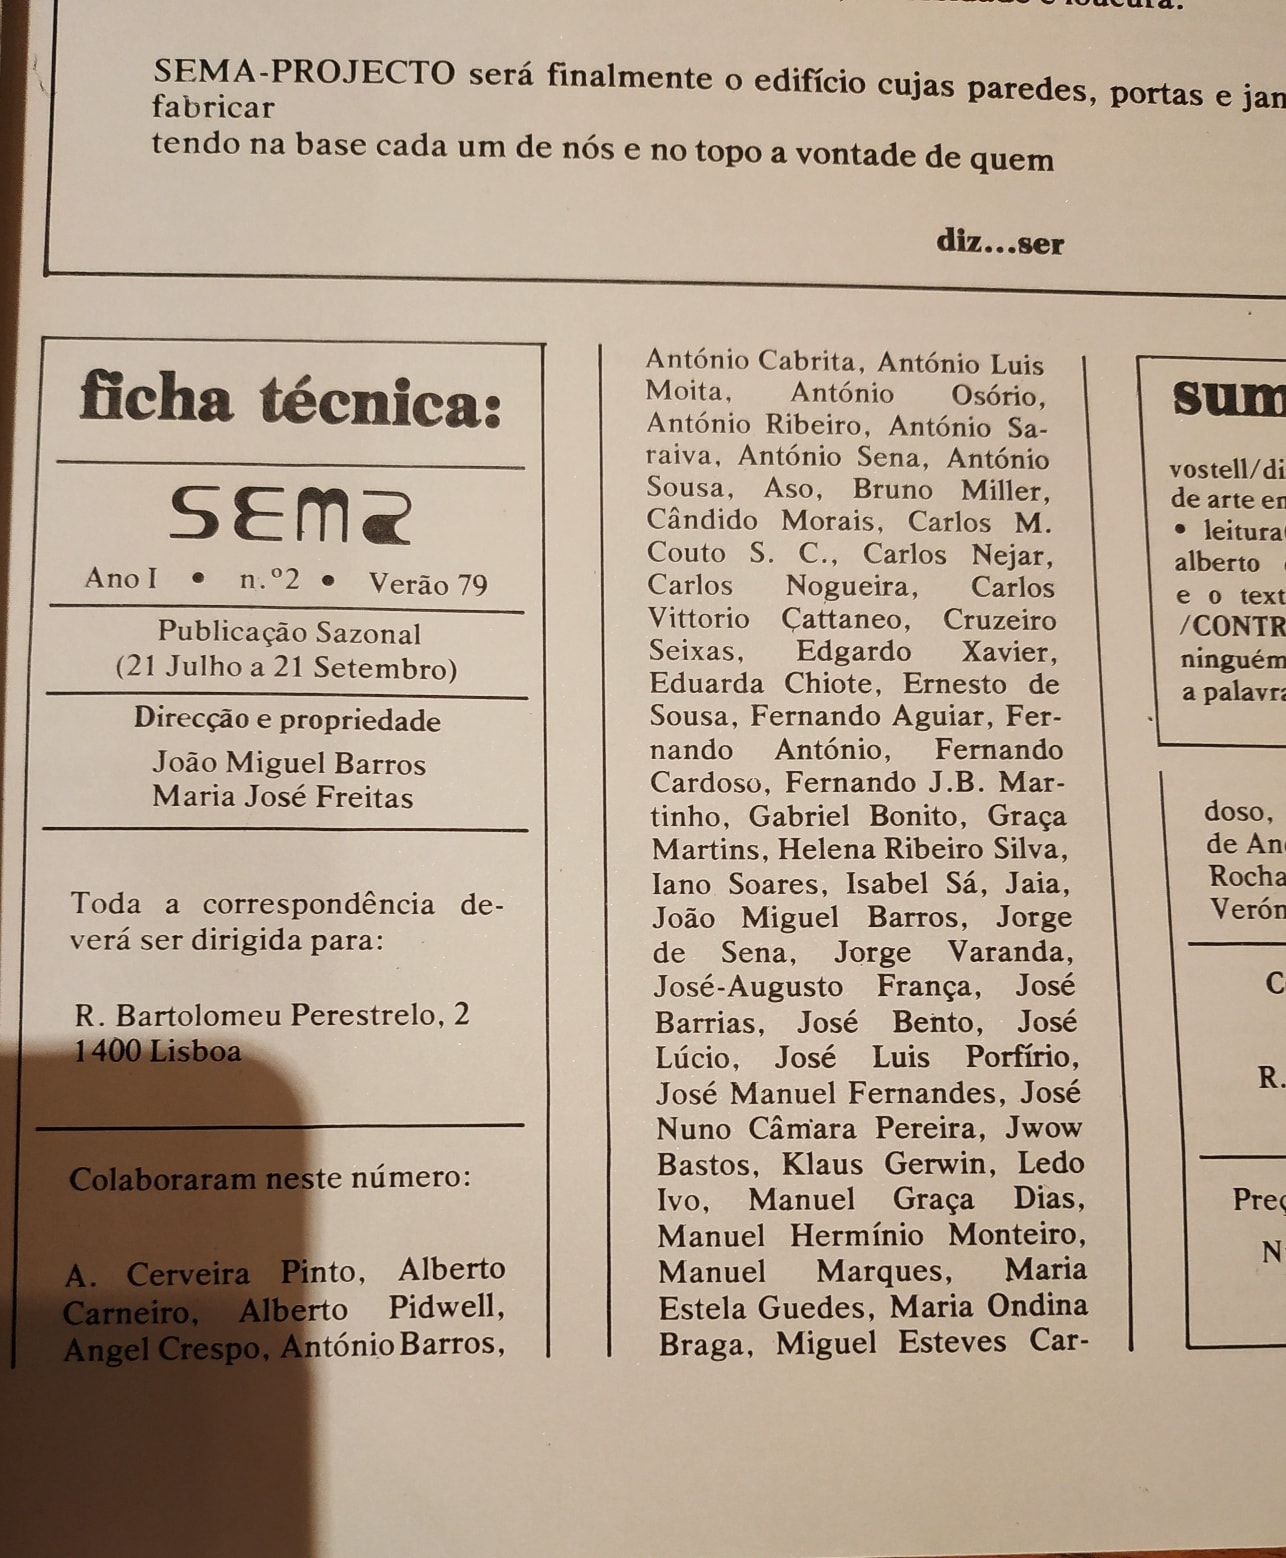 SEMA-PROJECTO será finalmente o edifício cujas paredes, portas e jan
fabricar
tendo na base cada um de nós e no topo a vontade de quem
diz...ser
ficha técnica:
SEMA
Ano I • n.º2 • Verão 79
Publicação Sazonal
(21 Julho a 21 Setembro)
Direcção e propriedade
João Miguel Barros
Maria José Freitas
Toda a correspondência de-
verá ser dirigida para:
R. Bartolomeu Perestrelo, 2
1400 Lisboa
Colaboraram neste número:
A. Cerveira Pinto, Alberto
Carneiro, Alberto Pidwell,
Angel Crespo, António Barros,
António Cabrita, António Luis
Moita, António Osório,
António Ribeiro, António Sa-
raiva, António Sena, António
Sousa, Aso, Bruno Miller,
Cândido Morais, Carlos M.
Couto S. C., Carlos Nejar,
Carlos Nogueira, Carlos
Vittorio Çattaneo, Cruzeiro
Seixas, Edgardo Xavier,
Eduarda Chiote, Ernesto de
Sousa, Fernando Aguiar, Fer-
nando António, Fernando
Cardoso, Fernando J.B. Mar-
tinho, Gabriel Bonito, Graça
Martins, Helena Ribeiro Silva,
Iano Soares, Isabel Sá, Jaia,
João Miguel Barros, Jorge
de Sena, Jorge Varanda,
José-Augusto França, José
Barrias, José Bento, José
Lúcio, José Luis Porfírio,
José Manuel Fernandes, José
Nuno Câmara Pereira, Jwow
Bastos, Klaus Gerwin, Ledo
Ivo, Manuel Graça Dias,
Manuel Hermínio Monteiro,
Manuel Marques, Maria
Estela Guedes, Maria Ondina
Braga, Miguel Esteves Car-
sum
vostell/di
de arte en
• leitura
alberto
e o text
/CONTR
ninguém
a palavra
doso,
de An
Rocha
Verón
C
R.
Preç
N